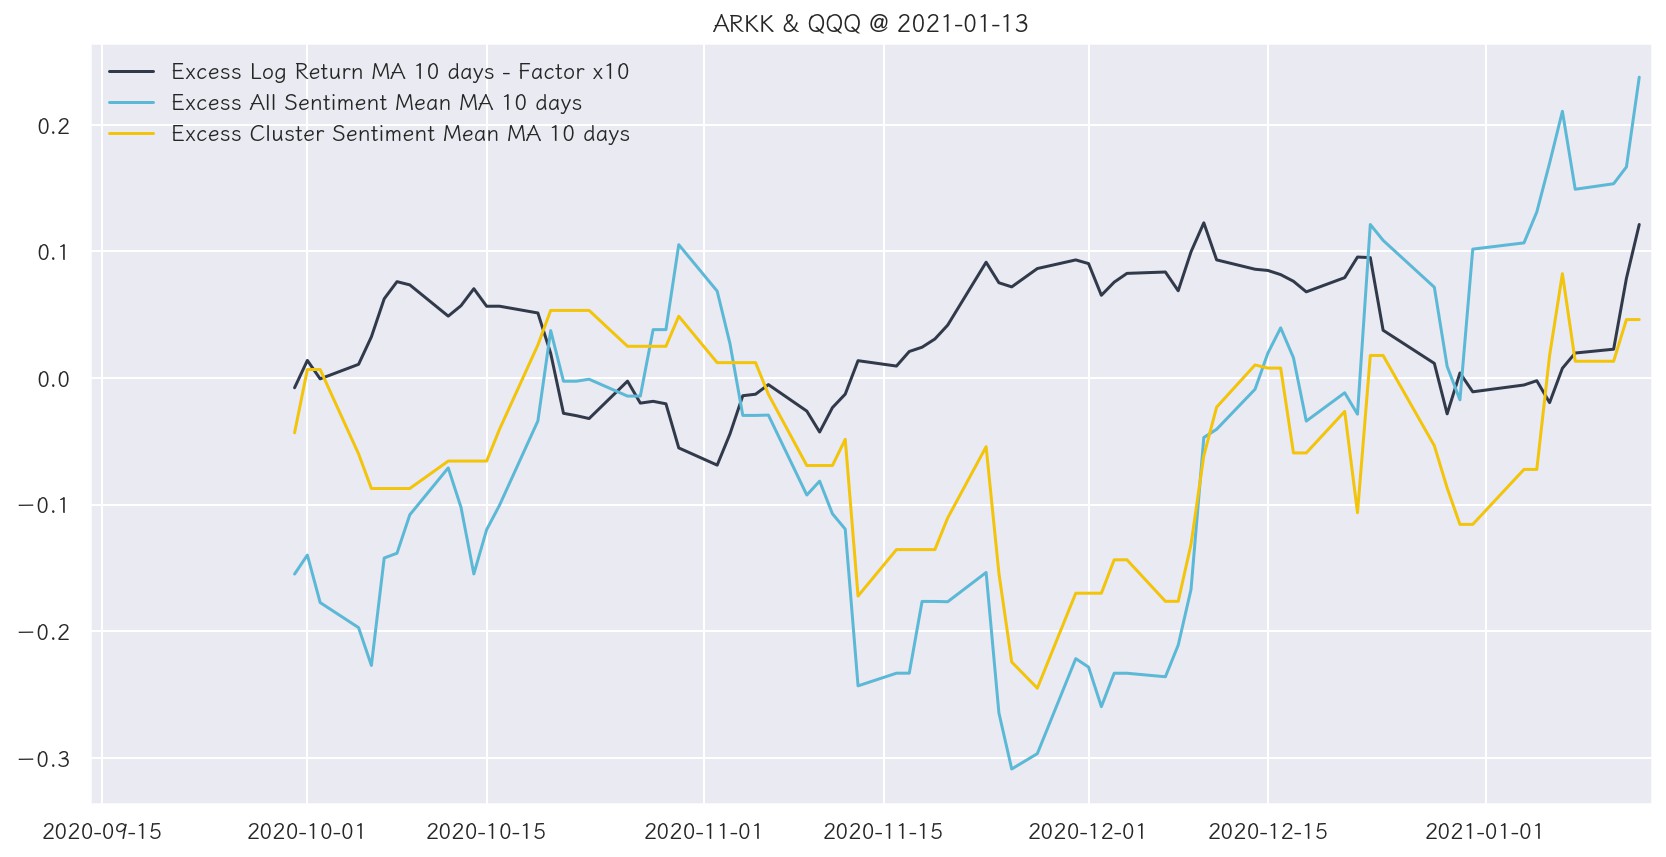 ARKK & QQQ @ 2021-01-13
Excess Log Return MA 10 days - Factor x10
Excess All Sentiment Mean MA 10 days
Excess Cluster Sentiment Mean MA 10 days
0.2
0.1
0.0
−0.1
−0.2
−0.3
2020-09-15 2020-10-01 2020-10-15 2020-11-01 2020-11-15 2020-12-01 2020-12-15 2021-01-01